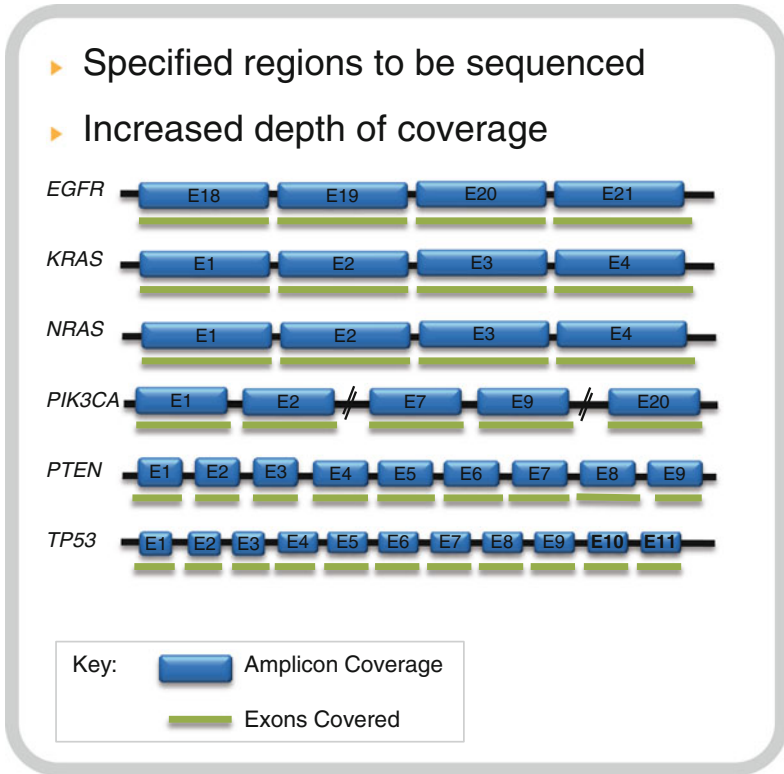 Specified regions to be sequenced
Increased depth of coverage
EGFR E18 E19 E20 E21
KRAS E1 E2 E3 E4
NRAS E1 E2 E3 E4
PIK3CA E1 E2 E7 E9 E20
PTEN E1 E2 E3 E4 E5 E6 E7 E8 E9
TP53 E1 E2 E3 E4 E5 E6 E7 E8 E9 E10 E11
Key: Amplicon Coverage
Exons Covered